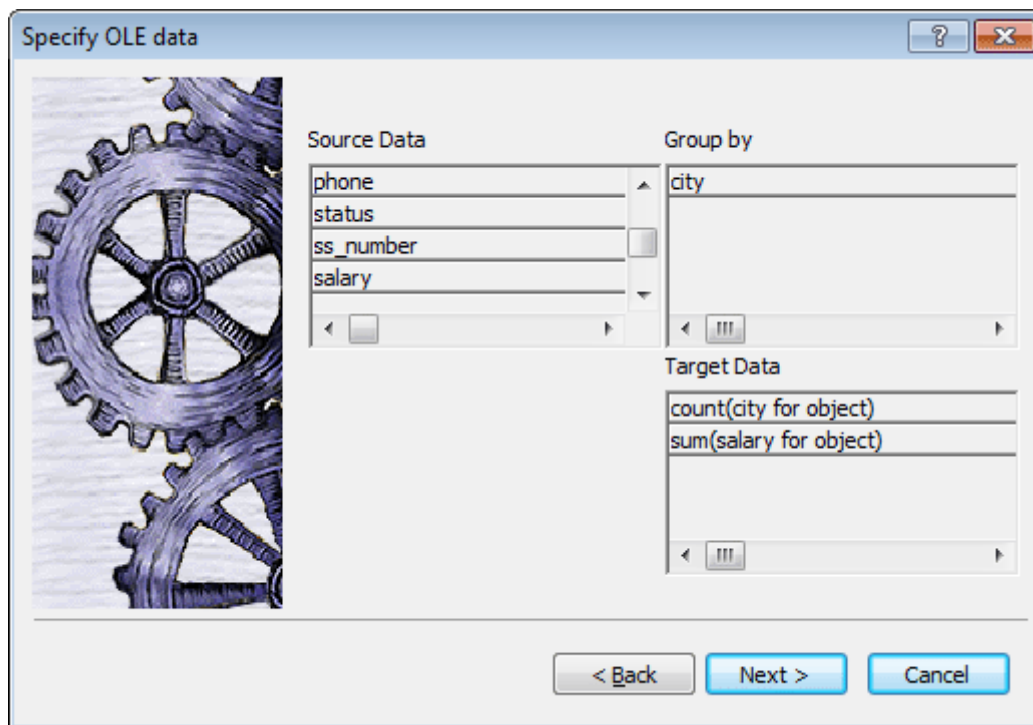 Specify OLE data
Source Data
phone
status
ss_number
salary
Group by
city
Target Data
count(city for object)
sum(salary for object)
< Back
Next >
Cancel